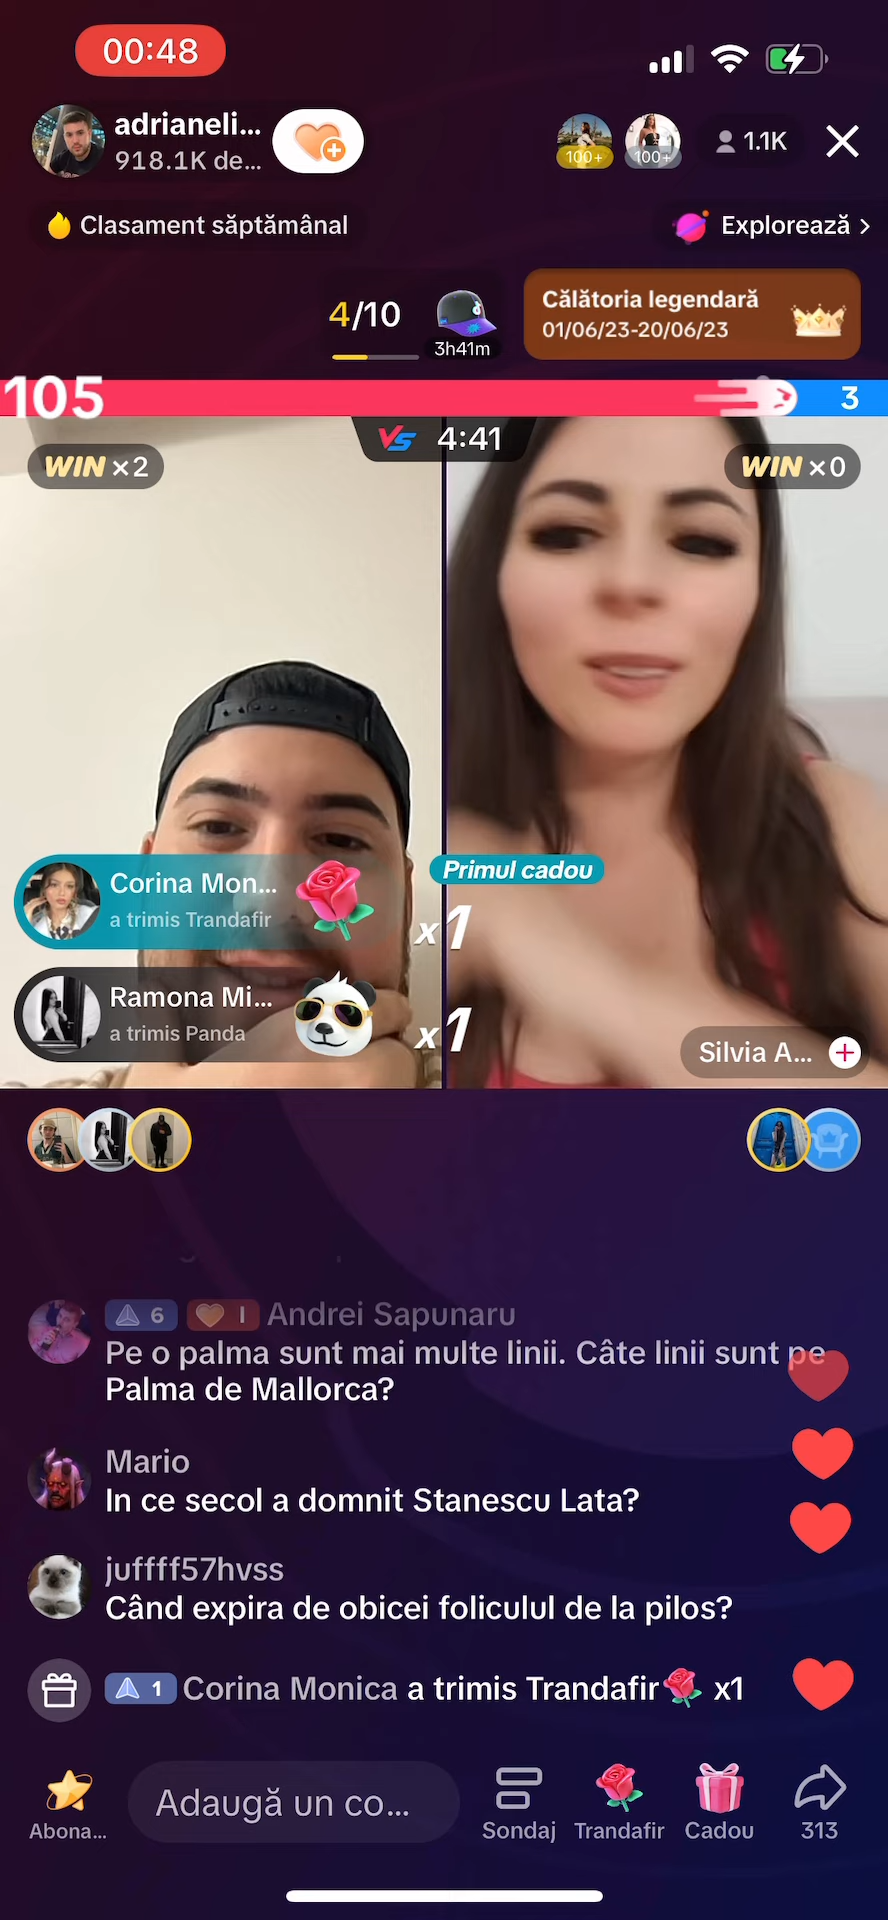 00:48
adrianeli...
918.1K de...
100+
100+
1.1K
Clasament săptămânal
Explorează >
4/10
3h41m
Călătoria legendară
01/06/23-20/06/23
105
3
VS 4:41
WIN ×2
WIN ×0
Corina Mon...
a trimis Trandafir
Primul cadou
x1
Ramona Mi...
a trimis Panda
x1
Silvia A...
6 I Andrei Sapunaru
Pe o palma sunt mai multe linii. Câte linii sunt pe
Palma de Mallorca?
Mario
In ce secol a domnit Stanescu Lata?
juffff57hvss
Când expira de obicei foliculul de la pilos?
1 Corina Monica a trimis Trandafir x1
Abona...
Adaugă un co...
Sondaj
Trandafir
Cadou
313